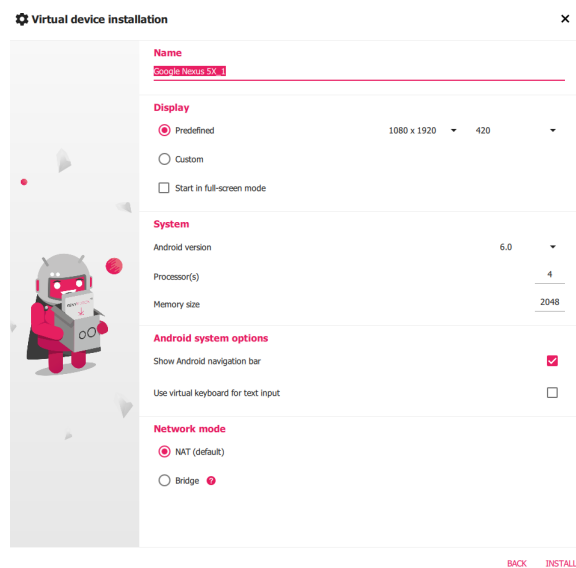 Virtual device installation
Name
Google Nexus 5X_1
Display
Predefined 1080 x 1920 420
Custom
Start in full-screen mode
System
Android version 6.0
Processor(s) 4
Memory size 2048
Android system options
Show Android navigation bar
Use virtual keyboard for text input
Network mode
NAT (default)
Bridge ?
BACK INSTALL